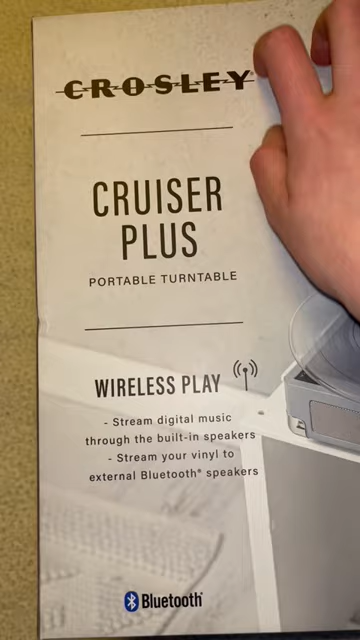 CROSLEY®
CRUISER
PLUS
PORTABLE TURNTABLE
WIRELESS PLAY
- Stream digital music
through the built-in speakers
- Stream your vinyl to
external Bluetooth® speakers
Bluetooth®